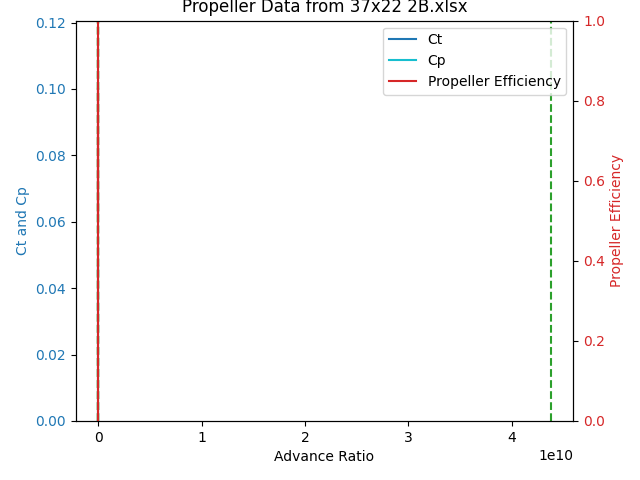 Propeller Data from 37x22 2B.xlsx
Ct
Cp
Propeller Efficiency
0.12
0.10
0.08
0.06
0.04
0.02
0.00
Ct and Cp
1.0
0.8
0.6
0.4
0.2
0.0
Propeller Efficiency
0 1 2 3 4
1e10
Advance Ratio